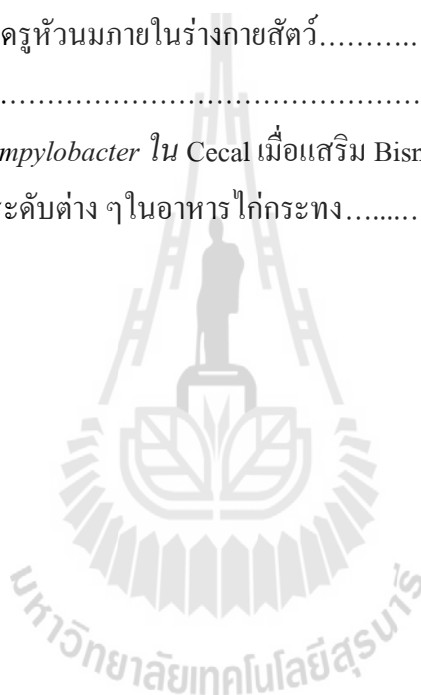 ดรูหัวนมภายในร่างกายสัตว์...........
.............................................
mpylobacter ใน Cecal เมื่อแสริม Bisn
ระดับต่าง ๆในอาหารไก่กระทง..........
มหาวิทยาลัยเทคโนโลยีสุรนารี